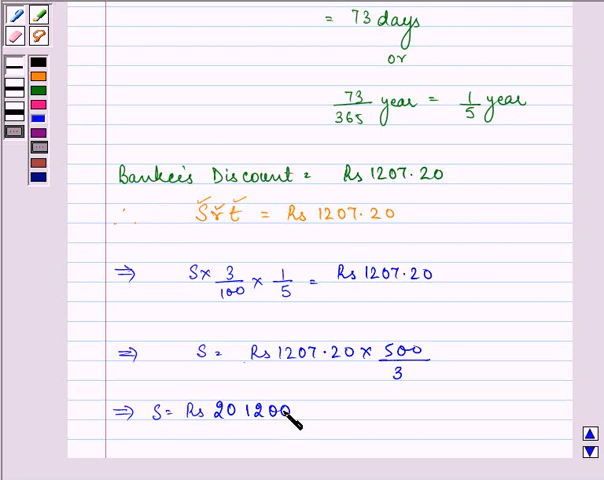 = 73 days
or
73/365 year = 1/5 year
Banker's Discount = Rs 1207.20
∴ S r t = Rs 1207.20
⇒ S × 3/100 × 1/5 = Rs 1207.20
⇒ S = Rs 1207.20 × 500/3
⇒ S = Rs 201200